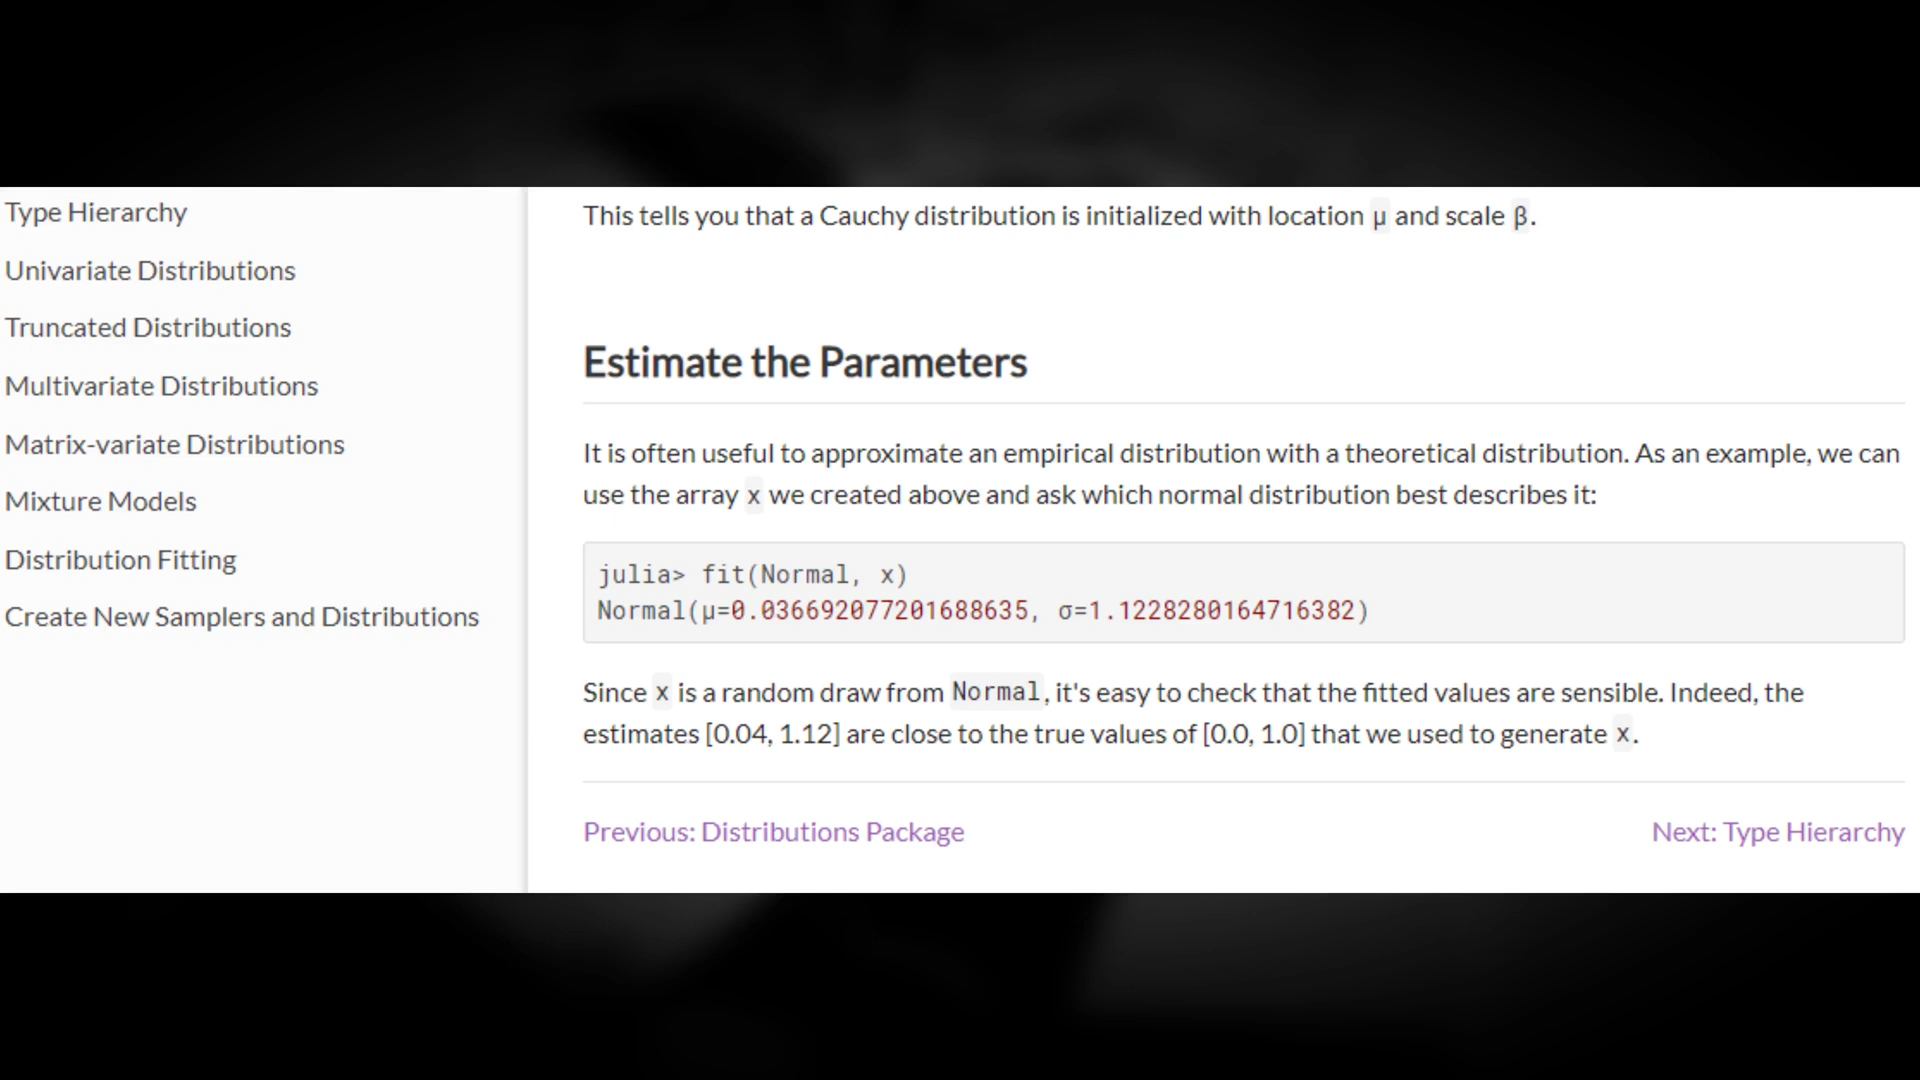 Type Hierarchy
Univariate Distributions
Truncated Distributions
Multivariate Distributions
Matrix-variate Distributions
Mixture Models
Distribution Fitting
Create New Samplers and Distributions
This tells you that a Cauchy distribution is initialized with location μ and scale β.
Estimate the Parameters
It is often useful to approximate an empirical distribution with a theoretical distribution. As an example, we can
use the array x we created above and ask which normal distribution best describes it:
julia> fit(Normal, x)
Normal(μ=0.036692077201688635, σ=1.1228280164716382)
Since x is a random draw from Normal, it's easy to check that the fitted values are sensible. Indeed, the
estimates [0.04, 1.12] are close to the true values of [0.0, 1.0] that we used to generate x.
Previous: Distributions Package
Next: Type Hierarchy